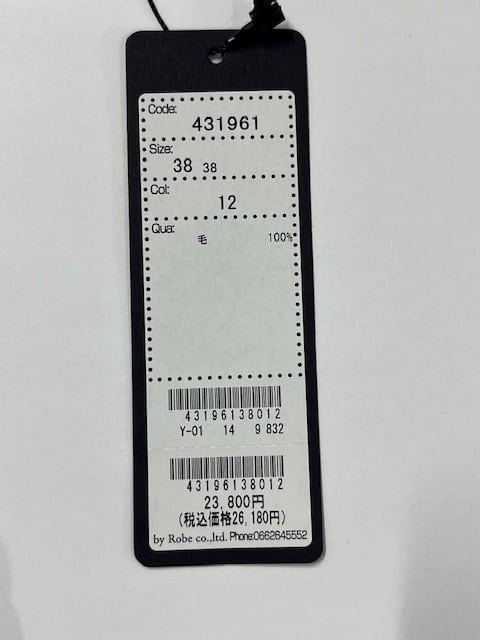 Code:
431961
Size:
38 38
Col:
12
Qua:
毛 100%
43196138012
Y-01 14 9 832
43196138012
23,800円
(税込価格26,180円)
by Robe co.,ltd. Phone:0662645552